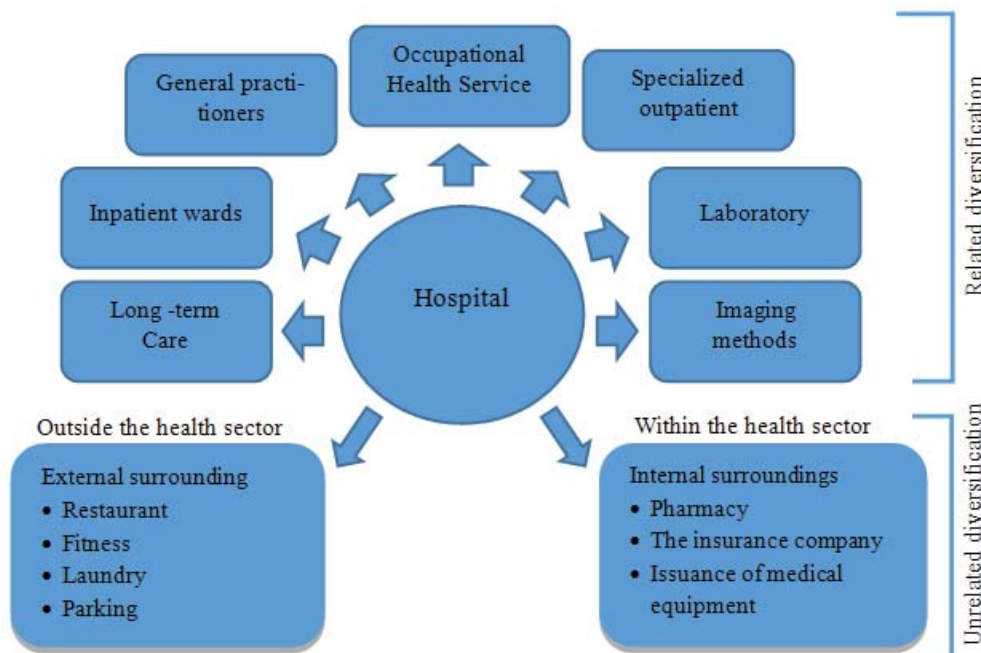 Occupational
Health Service
General practi-
tioners
Specialized
outpatient
Inpatient wards
Laboratory
Hospital
Long -term
Care
Imaging
methods
Related diversification
Outside the health sector
External surrounding
• Restaurant
• Fitness
• Laundry
• Parking
Within the health sector
Internal surroundings
• Pharmacy
• The insurance company
• Issuance of medical
equipment
Unrelated diversification